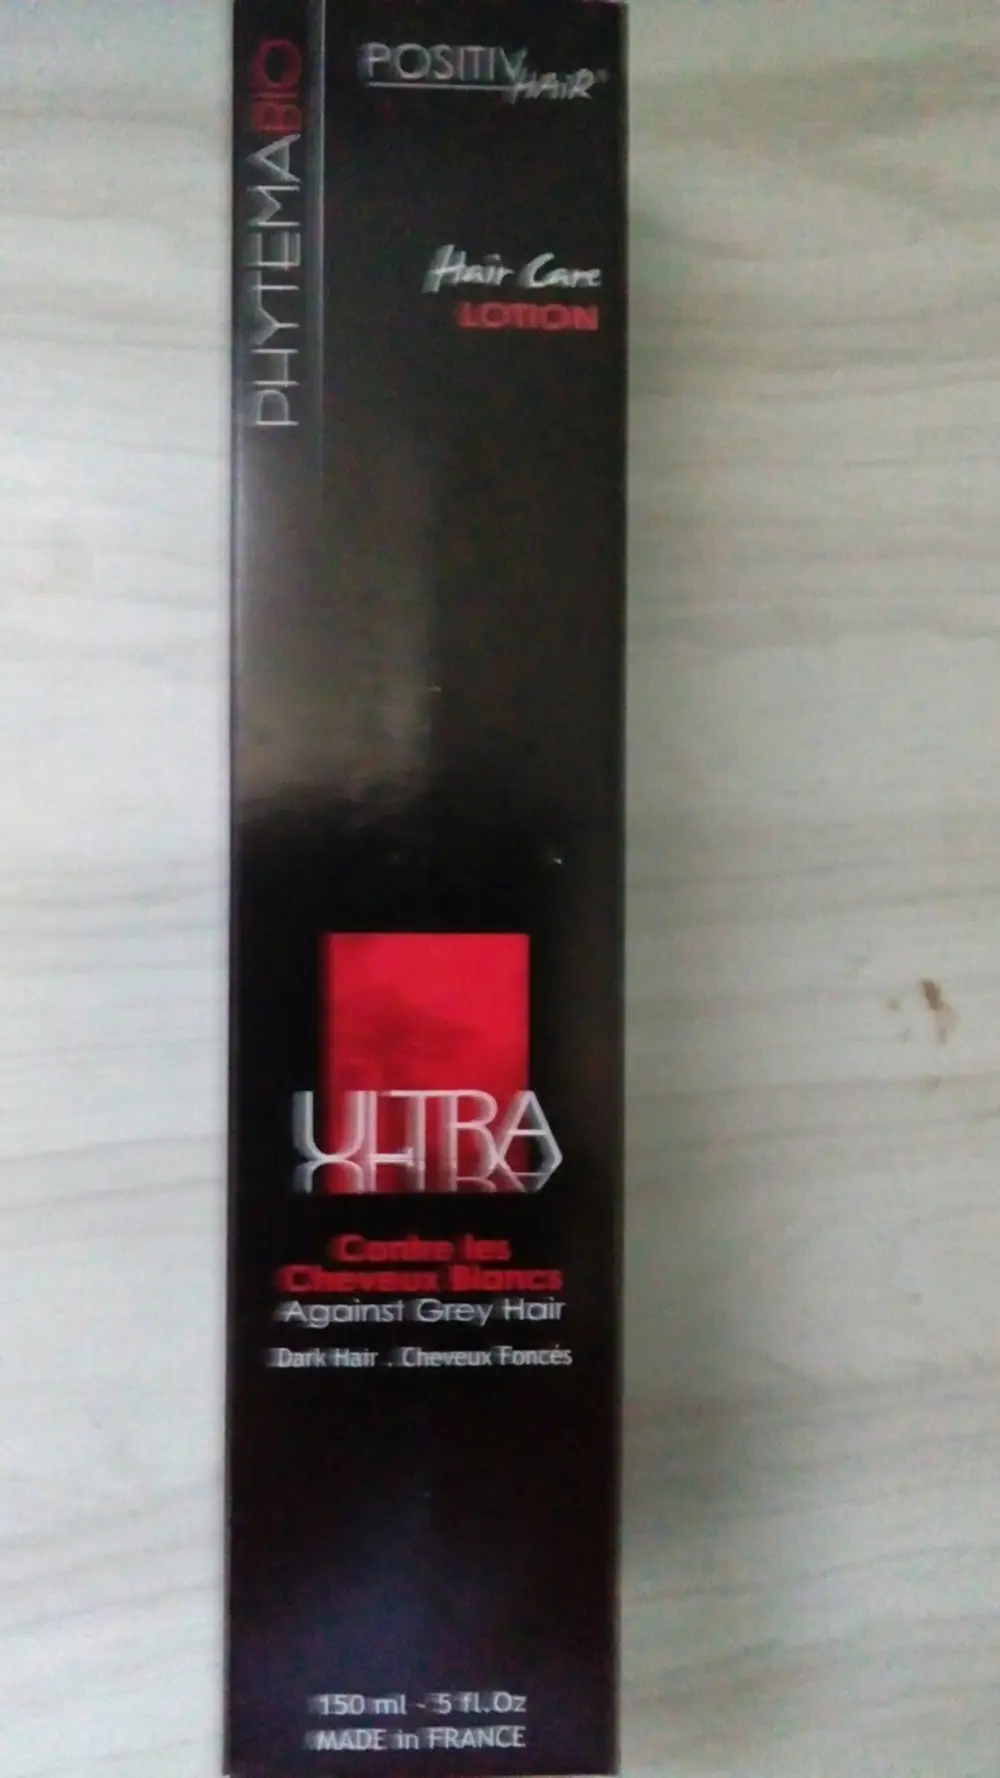 PHYTEMABIO
POSITIV
HAiR®
Hair Care
LOTION
ULTRA
Contre les
Cheveux Blancs
Against Grey Hair
Dark Hair . Cheveux Foncés
150 ml - 5 fl.Oz
MADE in FRANCE